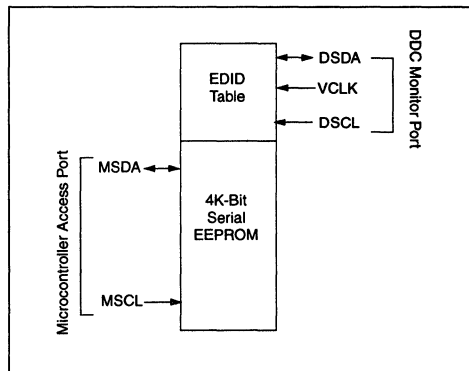 EDID
Table
DSDA
VCLK
DSCL
DDC Monitor Port
Microcontroller Access Port
MSDA
4K-Bit
Serial
EEPROM
MSCL